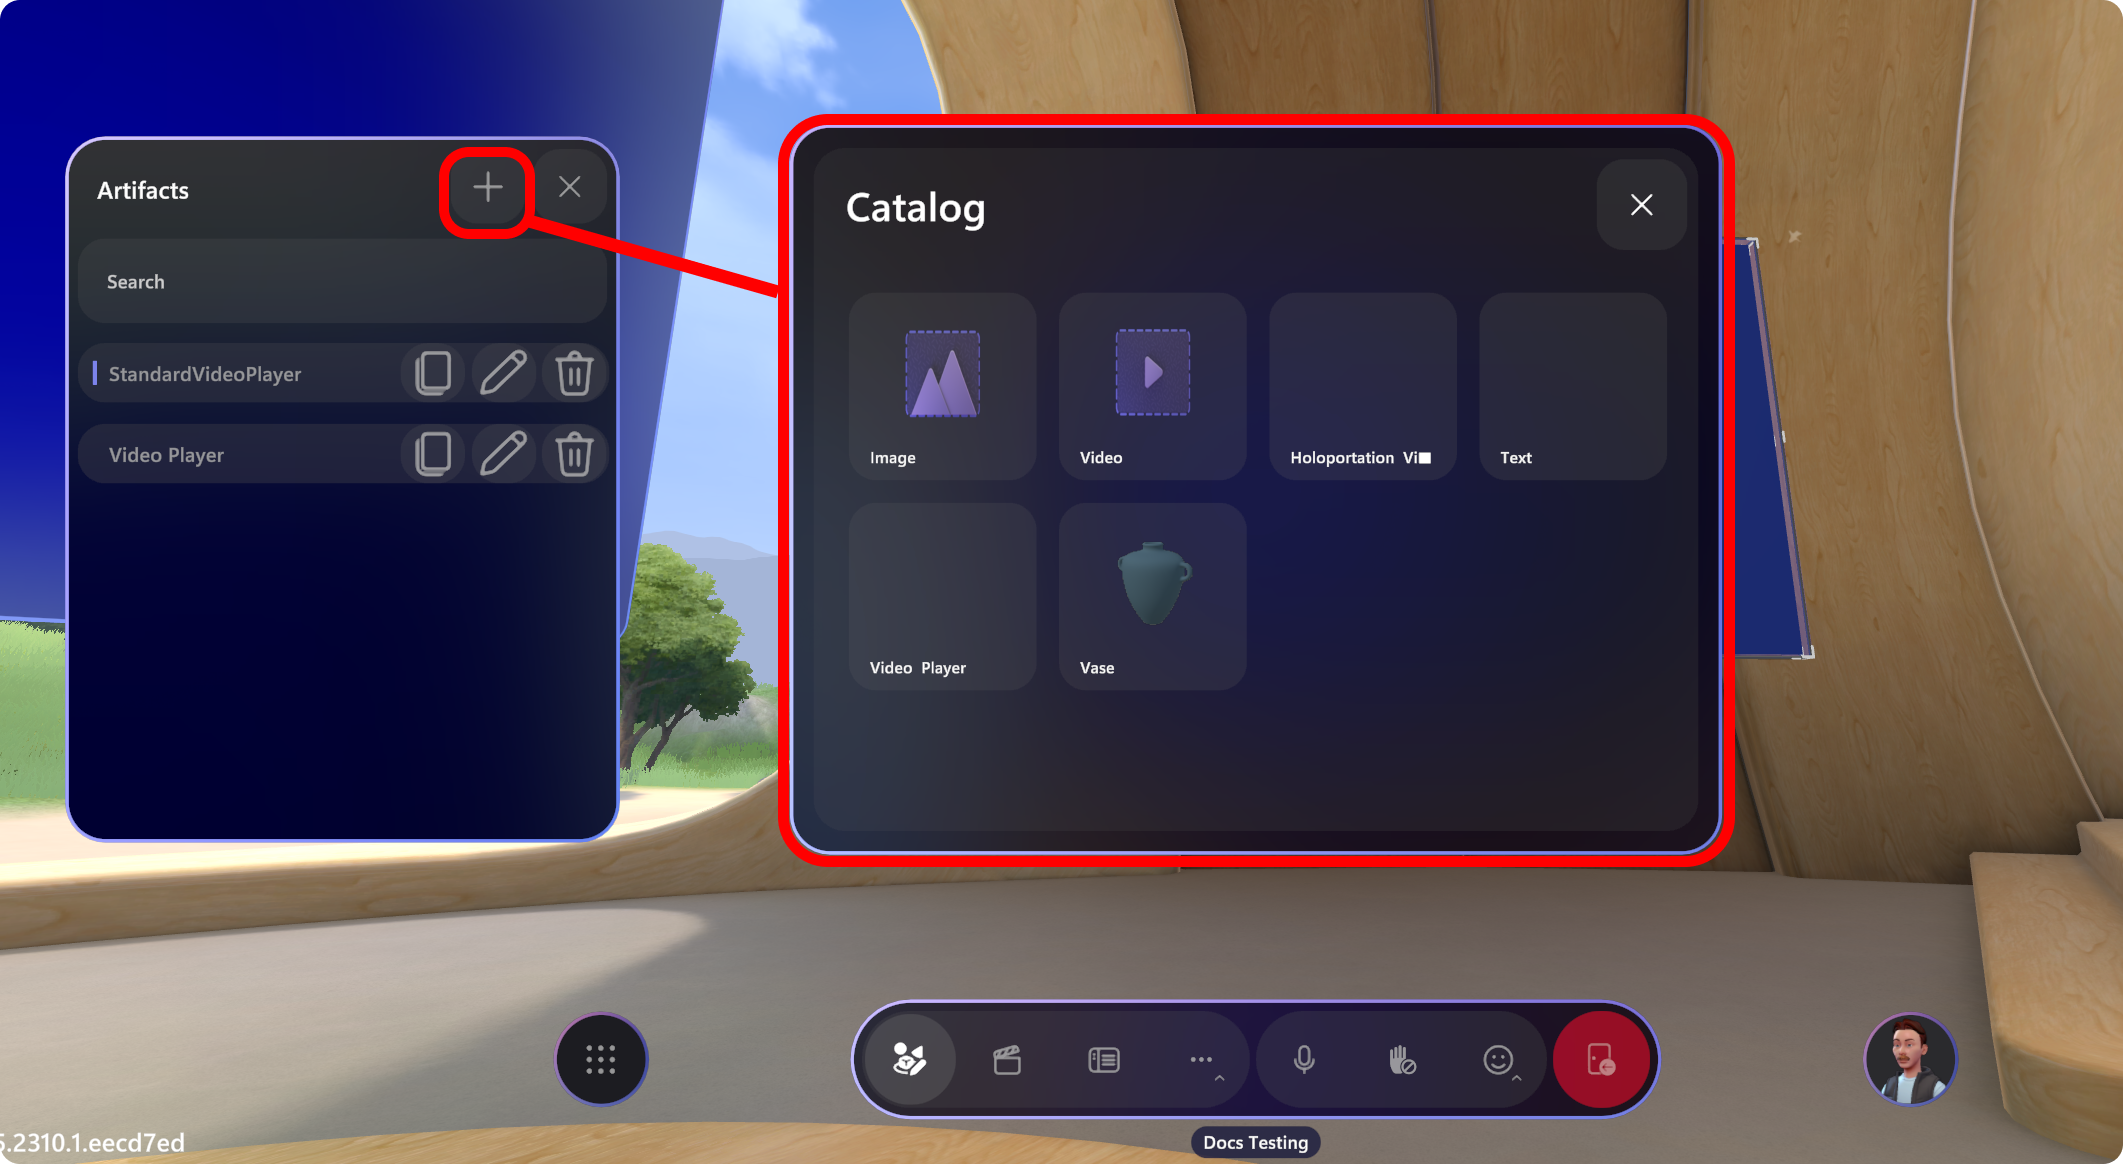 Artifacts
Search
StandardVideoPlayer
Video Player
Catalog
Image
Video
Holoportation Vi
Text
Video Player
Vase
Docs Testing
5.2310.1.eecd7ed